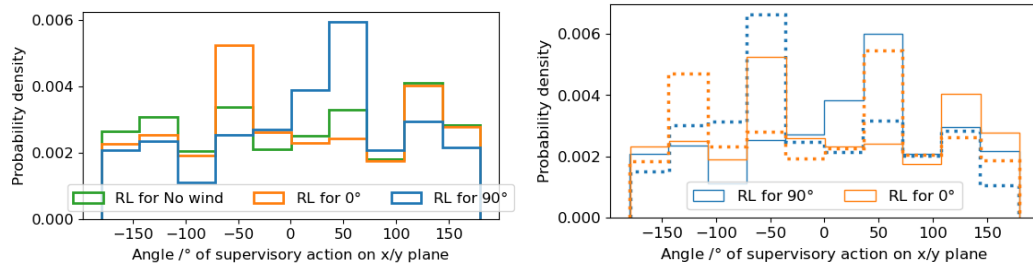 0.006
0.004
0.002
0.000
Probability density
RL for No wind RL for 0° RL for 90°
−150 −100 −50 0 50 100 150
Angle /° of supervisory action on x/y plane
0.006
0.004
0.002
0.000
Probability density
RL for 90° RL for 0°
−150 −100 −50 0 50 100 150
Angle /° of supervisory action on x/y plane